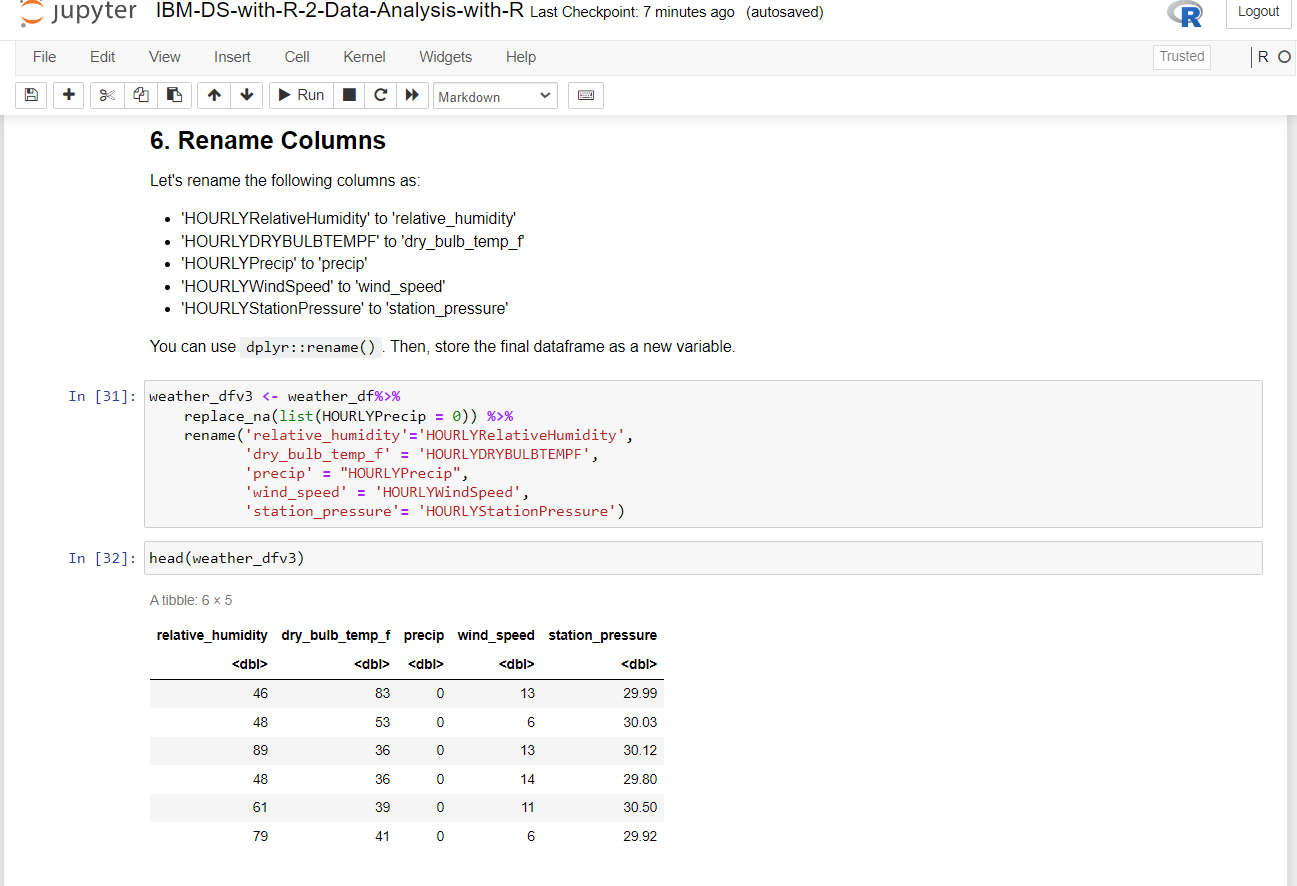 jupyter IBM-DS-with-R-2-Data-Analysis-with-R Last Checkpoint: 7 minutes ago (autosaved) R Logout
File Edit View Insert Cell Kernel Widgets Help Trusted R
Run Markdown
6. Rename Columns
Let's rename the following columns as:
• 'HOURLYRelativeHumidity' to 'relative_humidity'
• 'HOURLYDRYBULBTEMPF' to 'dry_bulb_temp_f'
• 'HOURLYPrecip' to 'precip'
• 'HOURLYWindSpeed' to 'wind_speed'
• 'HOURLYStationPressure' to 'station_pressure'
You can use dplyr::rename() . Then, store the final dataframe as a new variable.
In [31]: weather_dfv3 <- weather_df%>%
replace_na(list(HOURLYPrecip = 0)) %>%
rename('relative_humidity'='HOURLYRelativeHumidity',
'dry_bulb_temp_f' = 'HOURLYDRYBULBTEMPF',
'precip' = "HOURLYPrecip",
'wind_speed' = 'HOURLYWindSpeed',
'station_pressure'= 'HOURLYStationPressure')
In [32]: head(weather_dfv3)
A tibble: 6 × 5
relative_humidity dry_bulb_temp_f precip wind_speed station_pressure
<dbl> <dbl> <dbl> <dbl> <dbl>
46 83 0 13 29.99
48 53 0 6 30.03
89 36 0 13 30.12
48 36 0 14 29.80
61 39 0 11 30.50
79 41 0 6 29.92